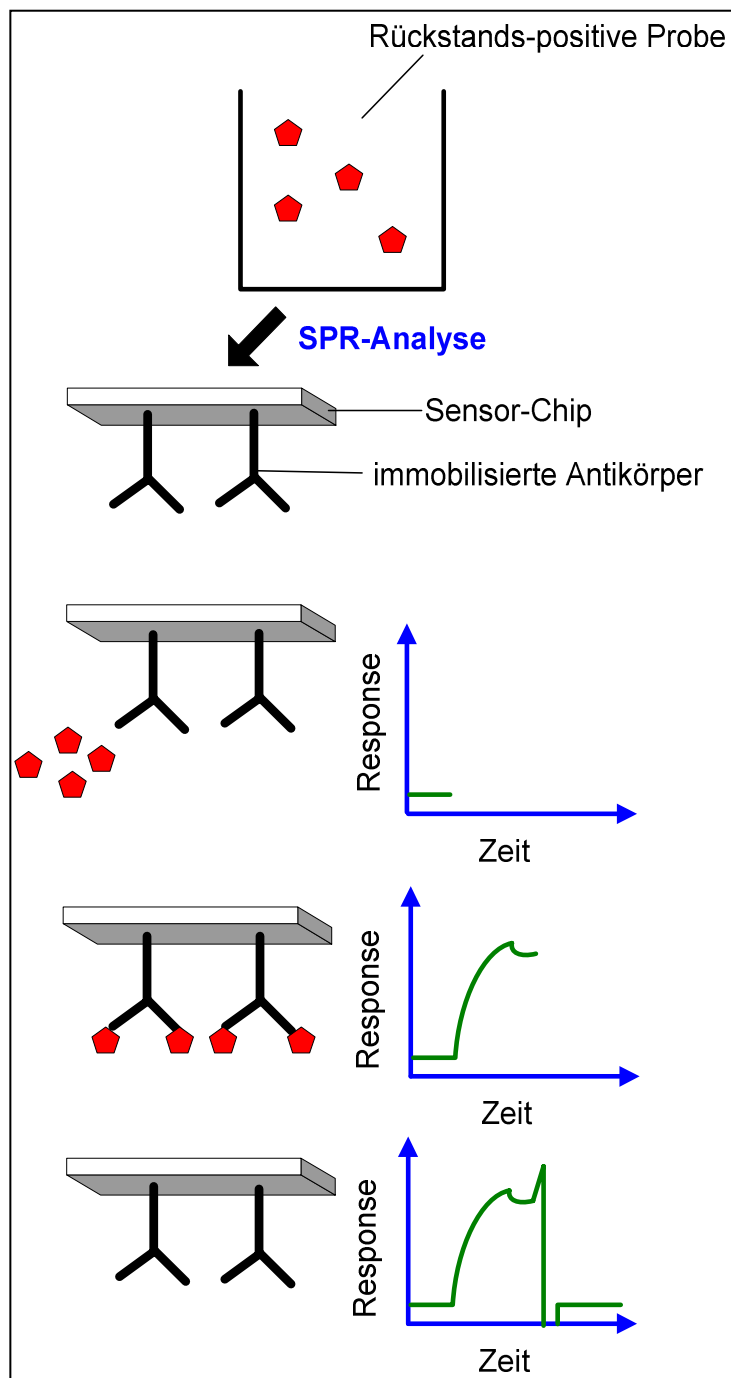 Rückstands-positive Probe
SPR-Analyse
Sensor-Chip
immobilisierte Antikörper
Response
Zeit
Response
Zeit
Response
Zeit